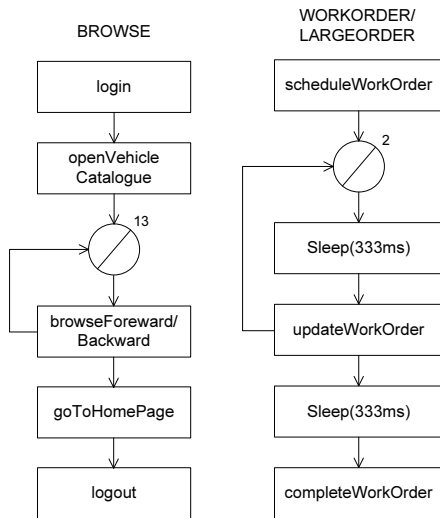 BROWSE
login
openVehicle
Catalogue
13
browseForeward/
Backward
goToHomePage
logout
WORKORDER/
LARGEORDER
scheduleWorkOrder
2
Sleep(333ms)
updateWorkOrder
Sleep(333ms)
completeWorkOrder